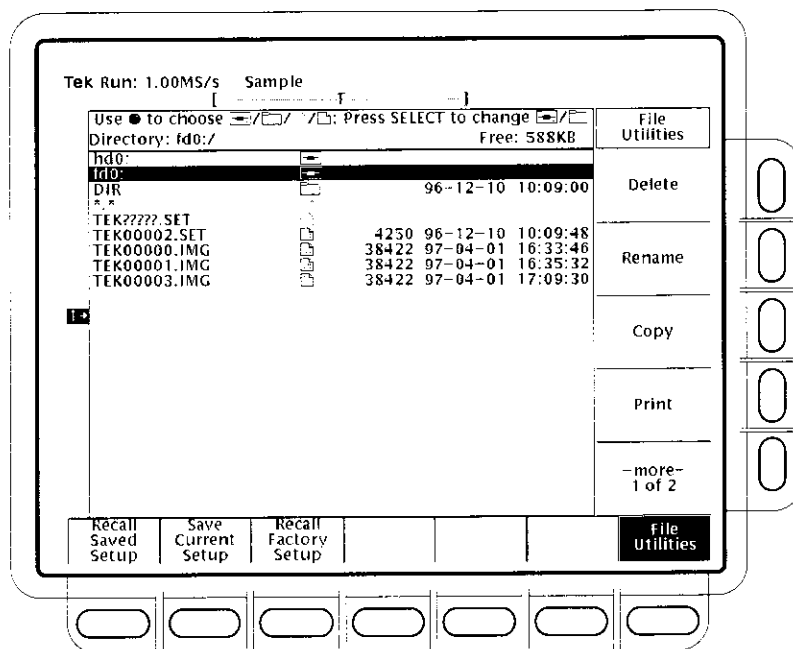 Tek Run: 1.00MS/s Sample
[ T ]
Use ● to choose / / / : Press SELECT to change /
Directory: fd0:/ Free: 588KB
hd0:
fd0:
DIR 96-12-10 10:09:00
*.*
TEK?????.SET
TEK00002.SET 4250 96-12-10 10:09:48
TEK00000.IMG 38422 97-04-01 16:33:46
TEK00001.IMG 38422 97-04-01 16:35:32
TEK00003.IMG 38422 97-04-01 17:09:30
1→
File
Utilities
Delete
Rename
Copy
Print
-more-
1 of 2
Recall
Saved
Setup
Save
Current
Setup
Recall
Factory
Setup
File
Utilities